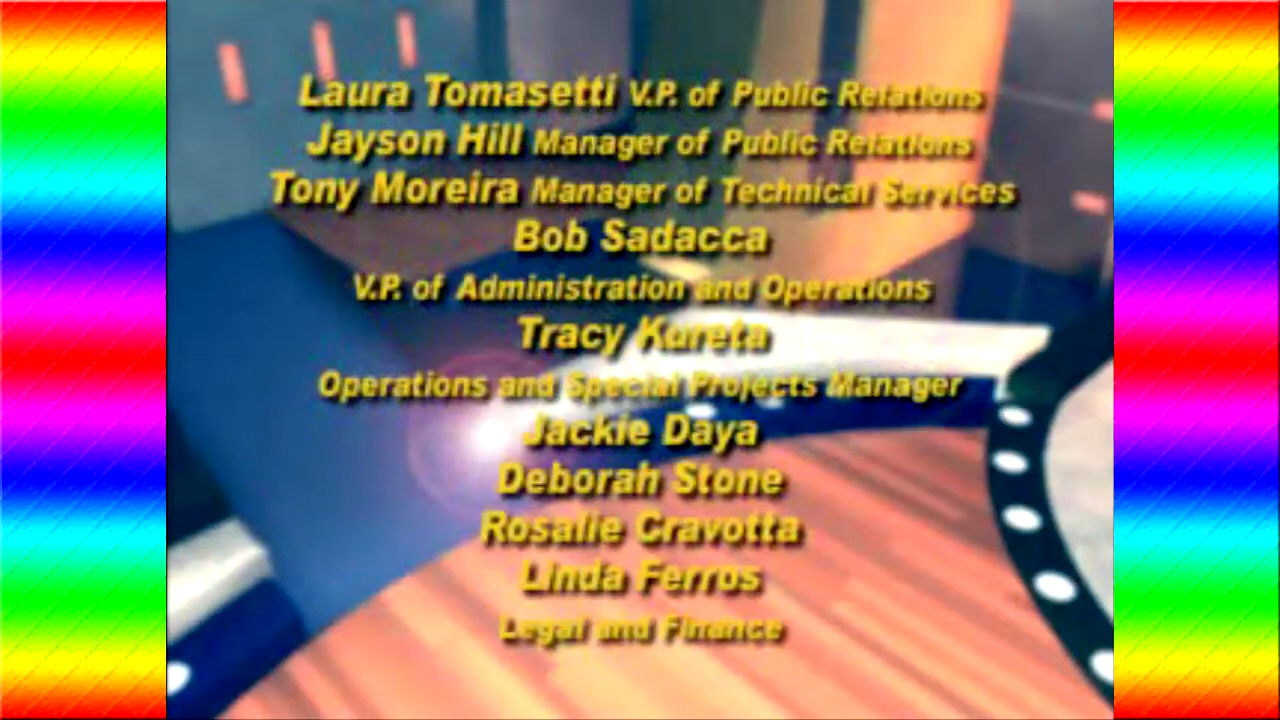 Laura Tomasetti V.P. of Public Relations
Jayson Hill Manager of Public Relations
Tony Moreira Manager of Technical Services
Bob Sadacca
V.P. of Administration and Operations
Tracy Kureta
Operations and Special Projects Manager
Jackie Daya
Deborah Stone
Rosalie Cravotta
Linda Ferros
Legal and Finance